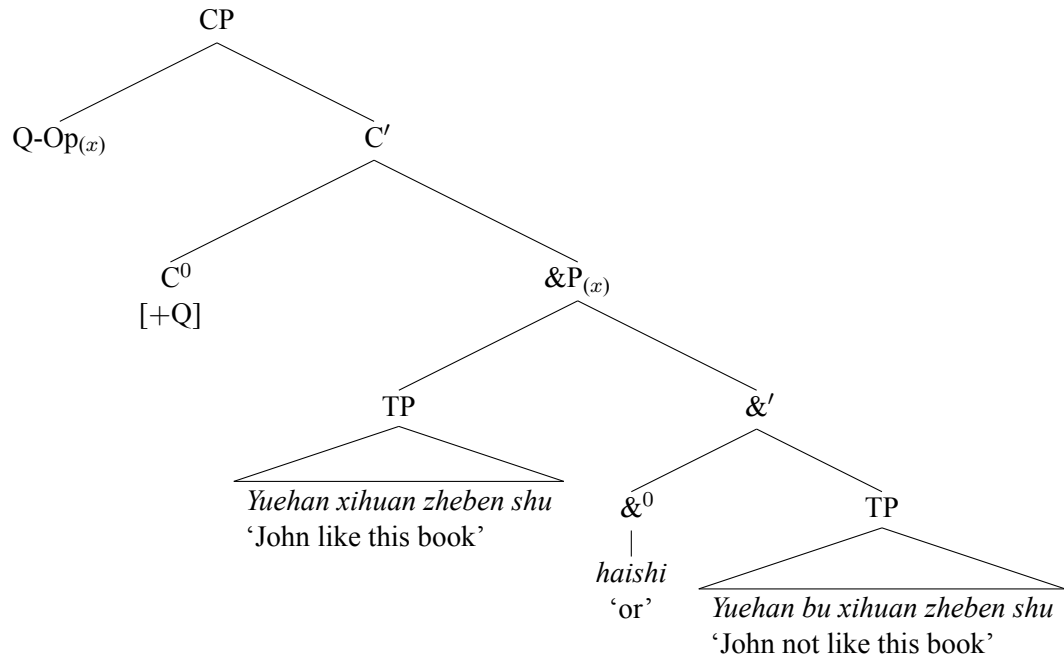 CP
Q-Op(x)
C′
C⁰
[+Q]
&P(x)
TP
&′
Yuehan xihuan zheben shu
‘John like this book’
&⁰
TP
haishi
‘or’
Yuehan bu xihuan zheben shu
‘John not like this book’